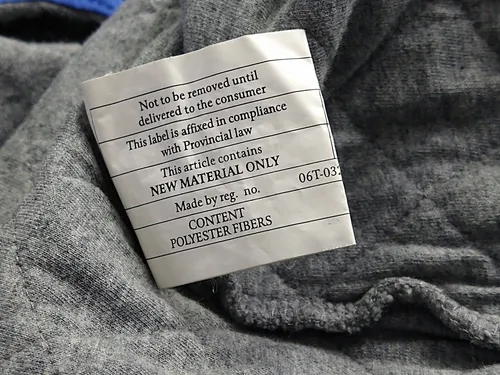 Not to be removed until
delivered to the consumer
This label is affixed in compliance
with Provincial law
This article contains
NEW MATERIAL ONLY
Made by reg. no. 06T-03
CONTENT
POLYESTER FIBERS